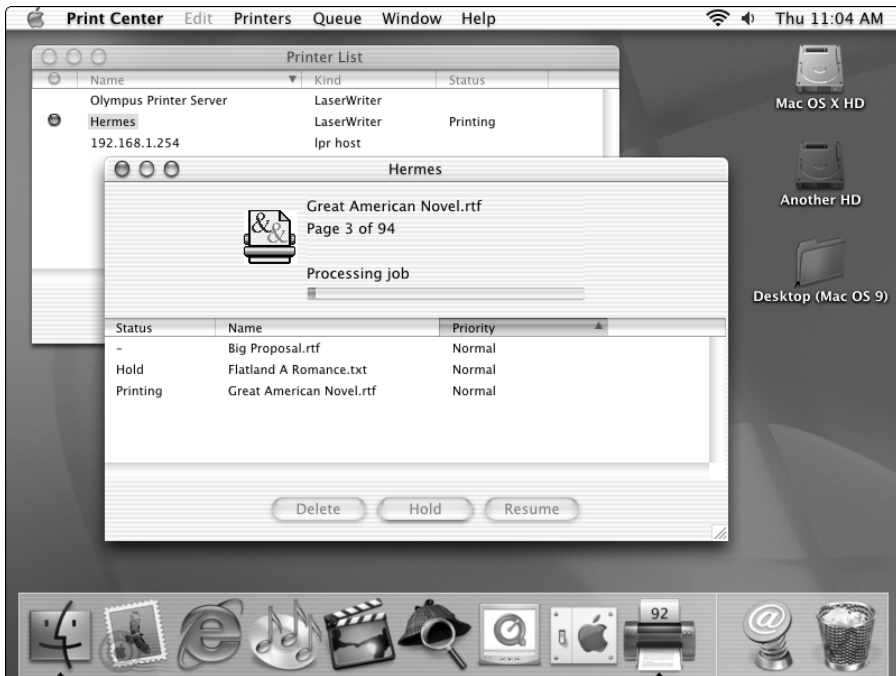 Print Center Edit Printers Queue Window Help Thu 11:04 AM
Printer List
Name Kind Status
Olympus Printer Server LaserWriter
Hermes LaserWriter Printing
192.168.1.254 lpr host
Mac OS X HD
Another HD
Desktop (Mac OS 9)
Hermes
Great American Novel.rtf
Page 3 of 94
Processing job
Status Name Priority
- Big Proposal.rtf Normal
Hold Flatland A Romance.txt Normal
Printing Great American Novel.rtf Normal
Delete Hold Resume
&&
@
92